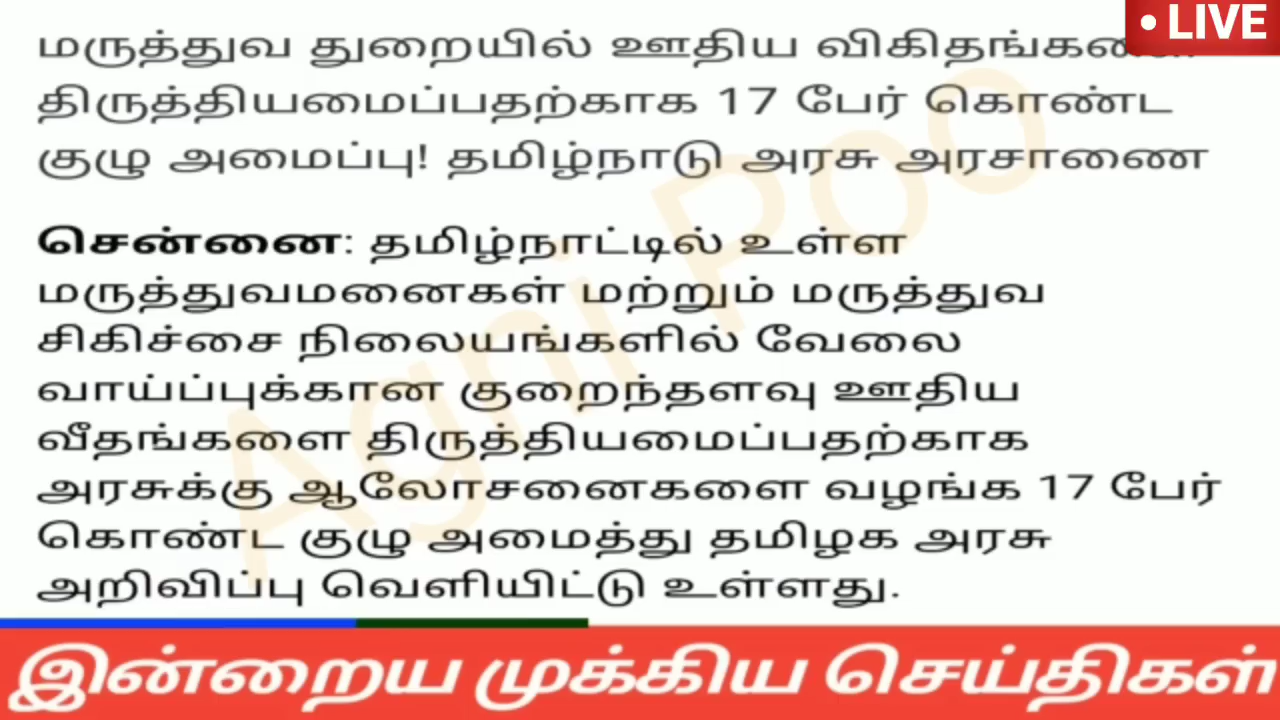 • LIVE
மருத்துவ துறையில் ஊதிய விகிதங்களை
திருத்தியமைப்பதற்காக 17 பேர் கொண்ட
குழு அமைப்பு! தமிழ்நாடு அரசு அரசாணை
சென்னை: தமிழ்நாட்டில் உள்ள
மருத்துவமனைகள் மற்றும் மருத்துவ
சிகிச்சை நிலையங்களில் வேலை
வாய்ப்புக்கான குறைந்தளவு ஊதிய
வீதங்களை திருத்தியமைப்பதற்காக
அரசுக்கு ஆலோசனைகளை வழங்க 17 பேர்
கொண்ட குழு அமைத்து தமிழக அரசு
அறிவிப்பு வெளியிட்டு உள்ளது.
Agni Poo
இன்றைய முக்கிய செய்திகள்